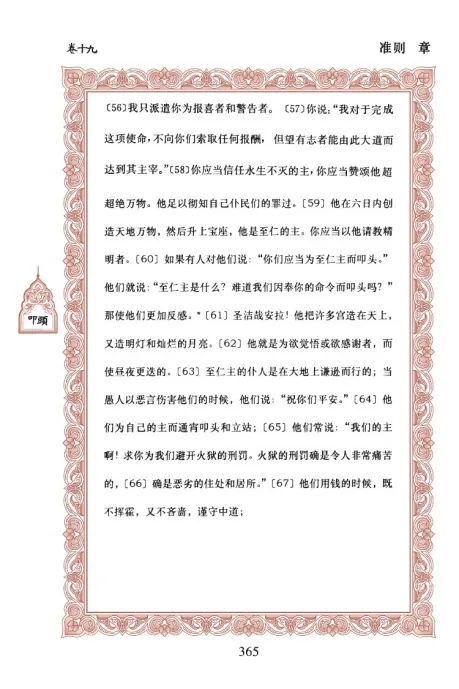 卷十九
准则 章
〔56〕我只派遣你为报喜者和警告者。〔57〕你说:“我对于完成
这项使命,不向你们索取任何报酬,但望有志者能由此大道而
达到其主宰。”〔58〕你应当信任永生不灭的主,你应当赞颂他超
超绝万物。他足以彻知自己仆民们的罪过。〔59〕他在六日内创
造天地万物,然后升上宝座,他是至仁的主。你应当以他请教精
明者。〔60〕如果有人对他们说:“你们应当为至仁主而叩头。”
他们就说:“至仁主是什么?难道我们因奉你的命令而叩头吗?”
那使他们更加反感。*〔61〕圣洁哉安拉!他把许多宫造在天上,
又造明灯和灿烂的月亮。〔62〕他就是为欲觉悟或欲感谢者,而
使昼夜更迭的。〔63〕至仁主的仆人是在大地上谦逊而行的;当
愚人以恶言伤害他们的时候,他们说:“祝你们平安。”〔64〕他
们为自己的主而通宵叩头和立站;〔65〕他们常说:“我们的主
啊!求你为我们避开火狱的刑罚。火狱的刑罚确是令人非常痛苦
的,〔66〕确是恶劣的住处和居所。”〔67〕他们用钱的时候,既
不挥霍,又不吝啬,谨守中道;
叩頭
365